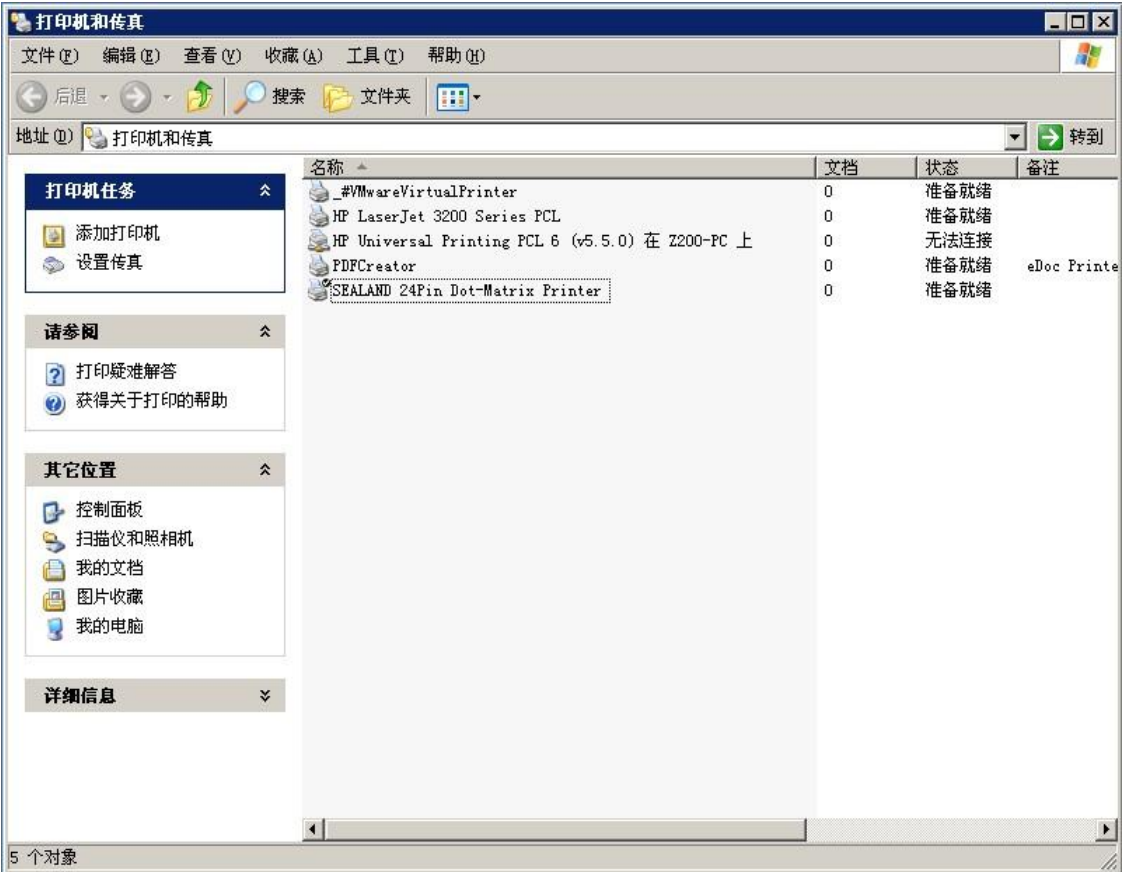 打印机和传真
文件(F) 编辑(E) 查看(V) 收藏(A) 工具(T) 帮助(H)
后退 搜索 文件夹
地址(D) 打印机和传真 转到
打印机任务
添加打印机
设置传真
请参阅
打印疑难解答
获得关于打印的帮助
其它位置
控制面板
扫描仪和照相机
我的文档
图片收藏
我的电脑
详细信息
名称 文档 状态 备注
_#VMwareVirtualPrinter 0 准备就绪
HP LaserJet 3200 Series PCL 0 准备就绪
HP Universal Printing PCL 6 (v5.5.0) 在 Z200-PC 上 0 无法连接
PDFCreator 0 准备就绪 eDoc Printe
SEALAND 24Pin Dot-Matrix Printer 0 准备就绪
5 个对象